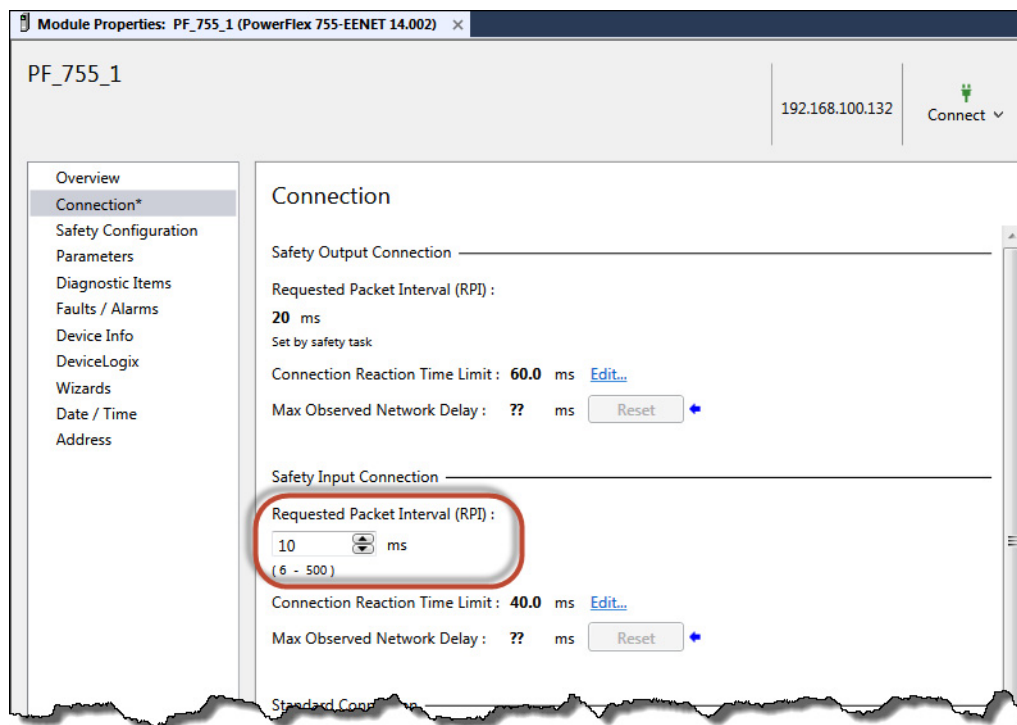 Module Properties: PF_755_1 (PowerFlex 755-EENET 14.002) ×
PF_755_1
192.168.100.132
Connect
Overview
Connection*
Safety Configuration
Parameters
Diagnostic Items
Faults / Alarms
Device Info
DeviceLogix
Wizards
Date / Time
Address
Connection
Safety Output Connection
Requested Packet Interval (RPI) :
20 ms
Set by safety task
Connection Reaction Time Limit : 60.0 ms Edit...
Max Observed Network Delay : ?? ms Reset
Safety Input Connection
Requested Packet Interval (RPI) :
10 ms
( 6 - 500 )
Connection Reaction Time Limit : 40.0 ms Edit...
Max Observed Network Delay : ?? ms Reset
Standard Connection